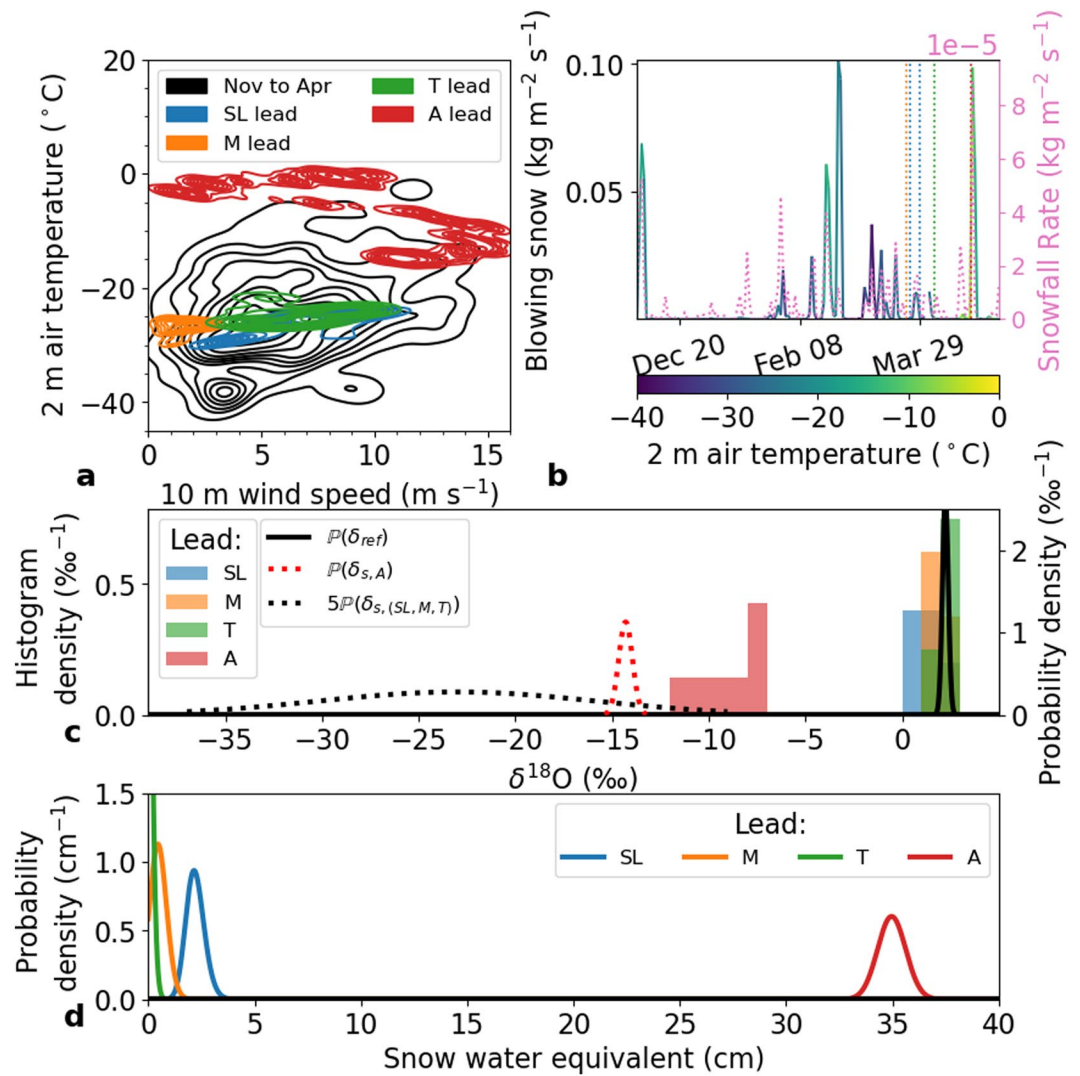 20
0
−20
−40
2 m air temperature (°C)
Nov to Apr
SL lead
M lead
T lead
A lead
0 5 10 15
a
10 m wind speed (m s⁻¹)
Blowing snow (kg m⁻² s⁻¹)
0.10
0.05
1e−5
8
6
4
2
0
Snowfall Rate (kg m⁻² s⁻¹)
Dec 20 Feb 08 Mar 29
−40 −30 −20 −10 0
b
2 m air temperature (°C)
Histogram
density (‰⁻¹)
0.5
0.0
Lead:
SL
M
T
A
ℙ(δref)
ℙ(δs,A)
5ℙ(δs,(SL,M,T))
2
1
0
Probability density (‰⁻¹)
−35 −30 −25 −20 −15 −10 −5 0
c
δ¹⁸O (‰)
Probability
density (cm⁻¹)
1.5
1.0
0.5
0.0
Lead:
SL M T A
0 5 10 15 20 25 30 35 40
d
Snow water equivalent (cm)